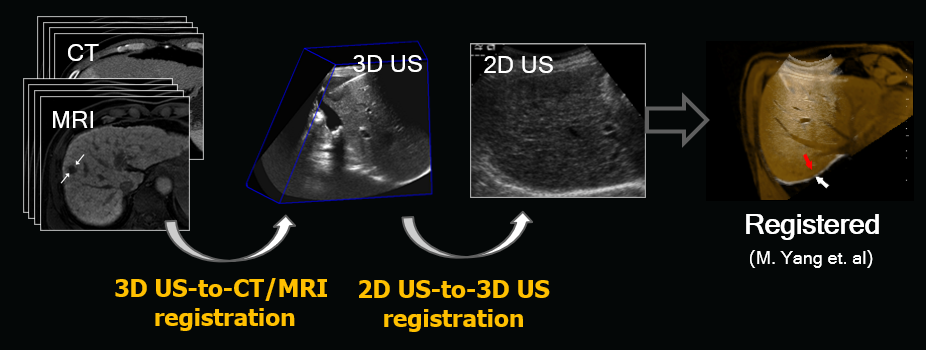 CT
MRI
3D US
2D US
3D US-to-CT/MRI
registration
2D US-to-3D US
registration
Registered
(M. Yang et. al)